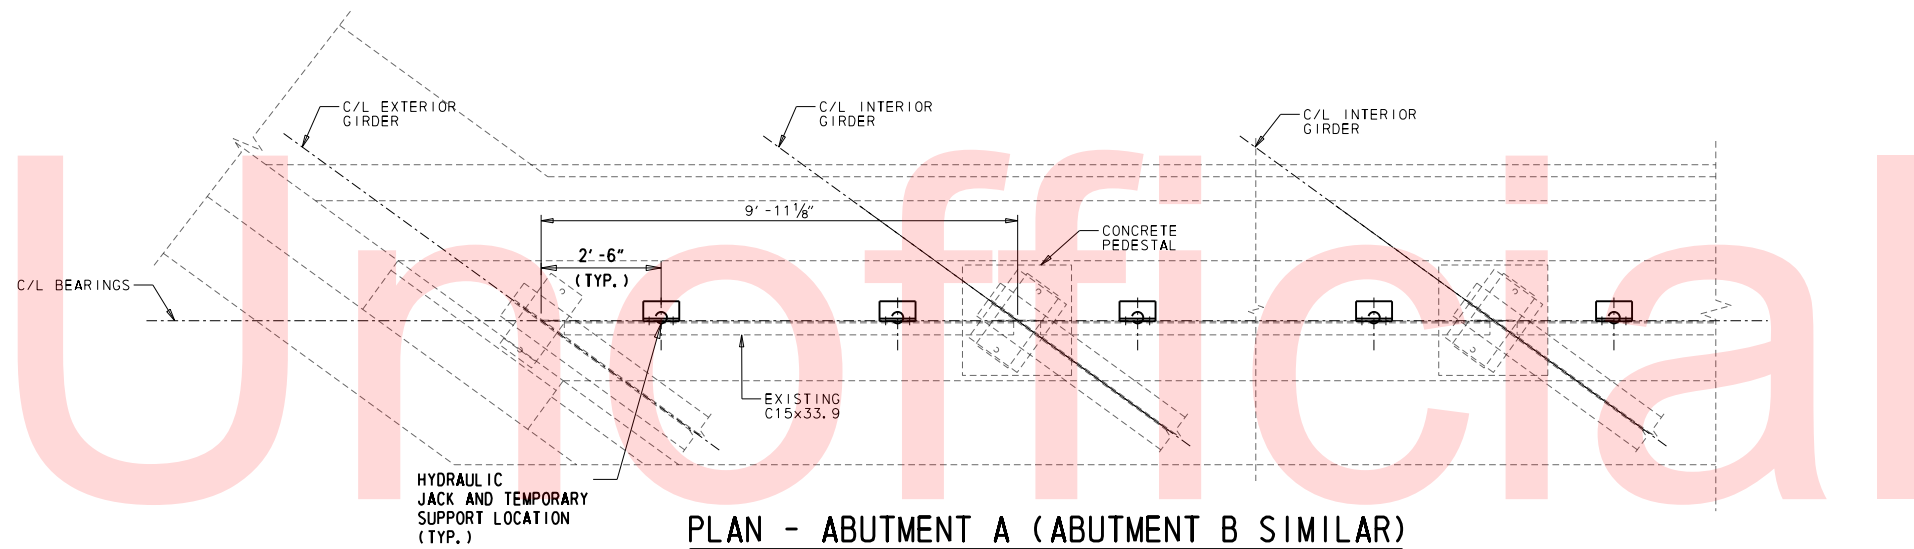 C/L EXTERIOR
GIRDER
C/L INTERIOR
GIRDER
C/L INTERIOR
GIRDER
9'-11⅛"
CONCRETE
PEDESTAL
2'-6"
(TYP.)
C/L BEARINGS
EXISTING
C15x33.9
HYDRAULIC
JACK AND TEMPORARY
SUPPORT LOCATION
(TYP.)
PLAN - ABUTMENT A (ABUTMENT B SIMILAR)
Unofficial